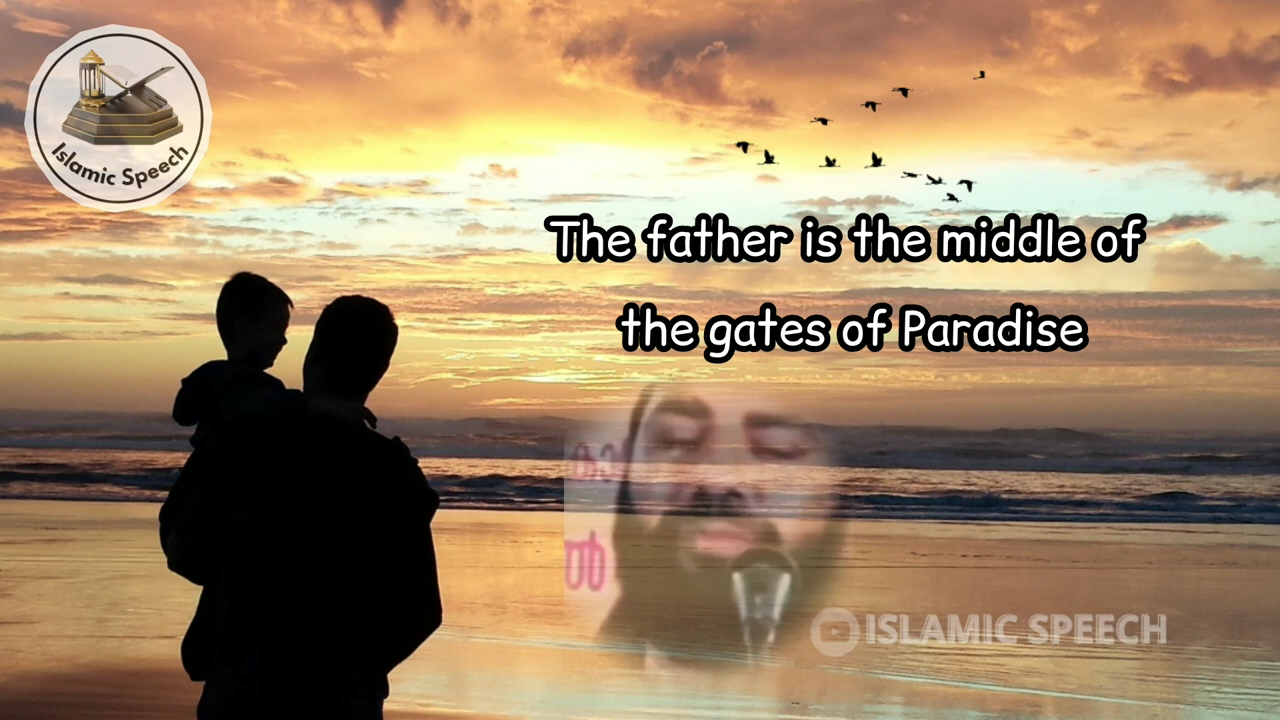 Islamic Speech
The father is the middle of
the gates of Paradise
ISLAMIC SPEECH